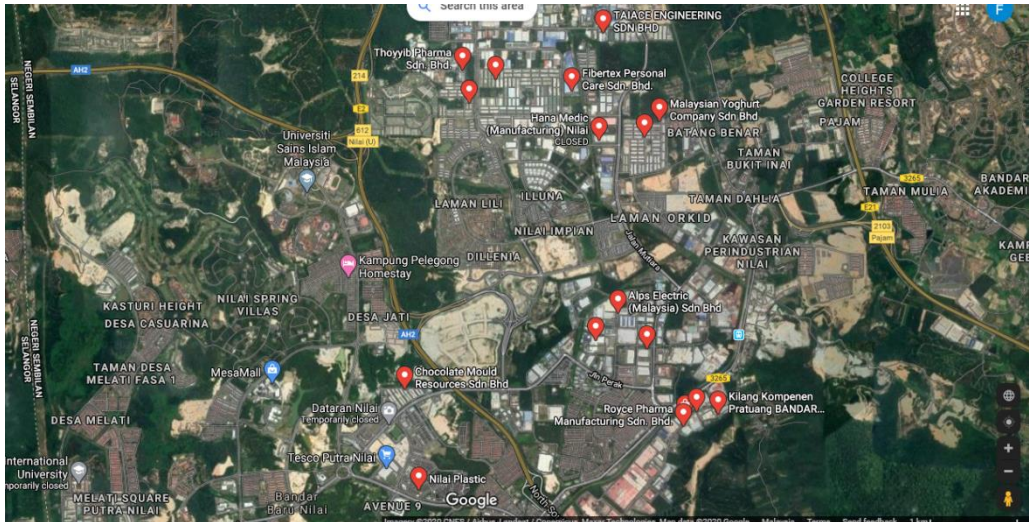 Search this area
F
TAIACE ENGINEERING
SDN BHD
Thoyyib Pharma
Sdn. Bhd.
NEGERI SEMBILAN
SELANGOR
AH2
214
E2
612
Nilai (U)
Fibertex Personal
Care Sdn. Bhd.
COLLEGE
HEIGHTS
GARDEN RESORT
Malaysian Yoghurt
Company Sdn Bhd
Hana Medic
(Manufacturing) Nilai
CLOSED
BATANG BENAR
PAJAM
Universiti
Sains Islam
Malaysia
TAMAN
BUKIT INAI
3265
BANDAR
AKADEMI
TAMAN MULIA
ILLUNA
LAMAN LILI
TAMAN DAHLIA
E21
LAMAN ORKID
2103
Pajam
NILAI IMPIAN
Jalan Mutiara
KAWASAN
PERINDUSTRIAN
NILAI
DILLENIA
Kampung Pelegong
Homestay
KASTURI HEIGHT
NILAI SPRING
VILLAS
DESA CASUARINA
DESA JATI
Alps Electric
(Malaysia) Sdn Bhd
NEGERI SEMBILAN
SELANGOR
AH2
TAMAN DESA
MELATI FASA 1
MesaMall
Chocolate Mould
Resources Sdn Bhd
Jln Perak
3265
Kilang Kompenen
Pratuang BANDAR...
Royce Pharma
Manufacturing Sdn. Bhd
Dataran Nilai
Temporarily closed
DESA MELATI
Tesco Putra Nilai
International
University
Nilai Plastic
MELATI SQUARE
PUTRA NILAI
Bandar
Baru Nilai
AVENUE 9
Google